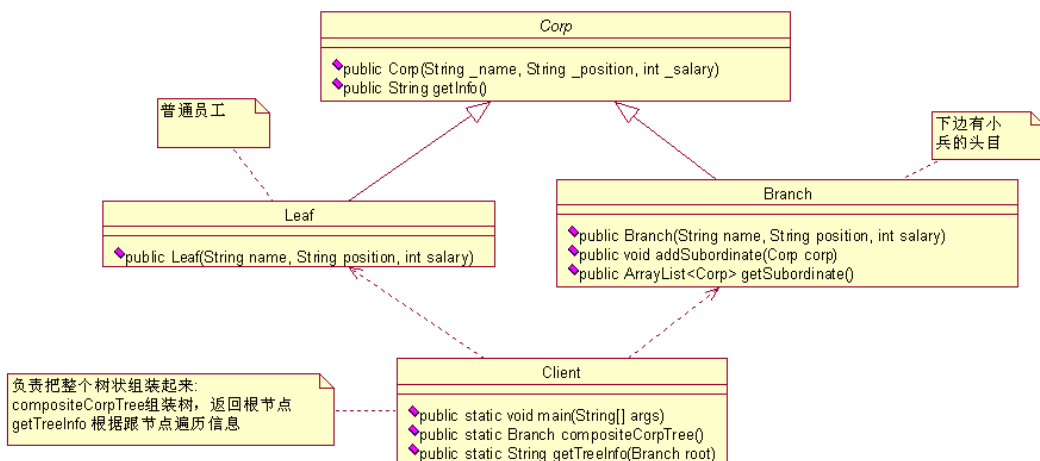 Corp
public Corp(String _name, String _position, int _salary)
public String getInfo()
普通员工
下边有小
兵的头目
Leaf
public Leaf(String name, String position, int salary)
Branch
public Branch(String name, String position, int salary)
public void addSubordinate(Corp corp)
public ArrayList<Corp> getSubordinate()
负责把整个树状组装起来:
compositeCorpTree组装树，返回根节点
getTreeInfo 根据跟节点遍历信息
Client
public static void main(String[] args)
public static Branch compositeCorpTree()
public static String getTreeInfo(Branch root)